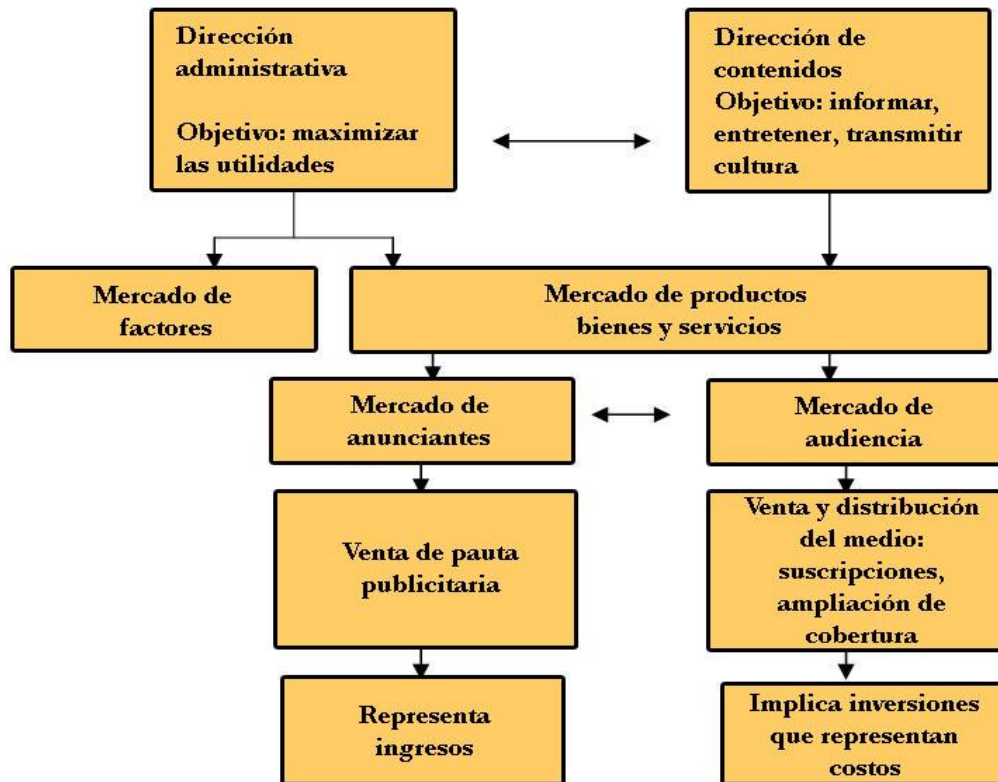 Dirección
administrativa
Objetivo: maximizar
las utilidades
Dirección de
contenidos
Objetivo: informar,
entretener, transmitir
cultura
Mercado de
factores
Mercado de productos
bienes y servicios
Mercado de
anunciantes
Mercado de
audiencia
Venta de pauta
publicitaria
Venta y distribución
del medio:
suscripciones,
ampliación de
cobertura
Representa
ingresos
Implica inversiones
que representan
costos